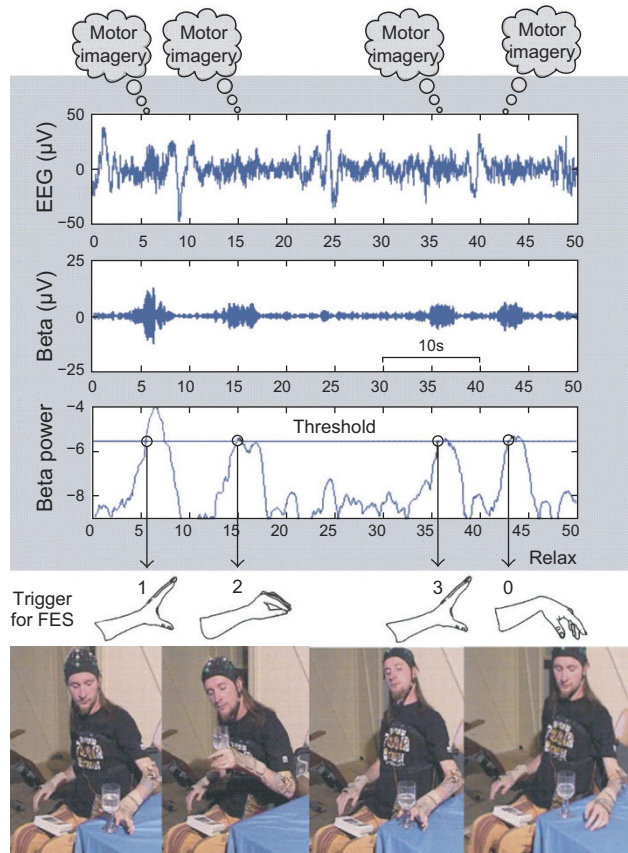 Motor
imagery
Motor
imagery
Motor
imagery
Motor
imagery
EEG (µV)
50
0
−50
0 5 10 15 20 25 30 35 40 45 50
Beta (µV)
25
0
−25
10s
0 5 10 15 20 25 30 35 40 45 50
Beta power
−4
−6
−8
Threshold
0 5 10 15 20 25 30 35 40 45 50
Relax
Trigger
for FES
1 2 3 0